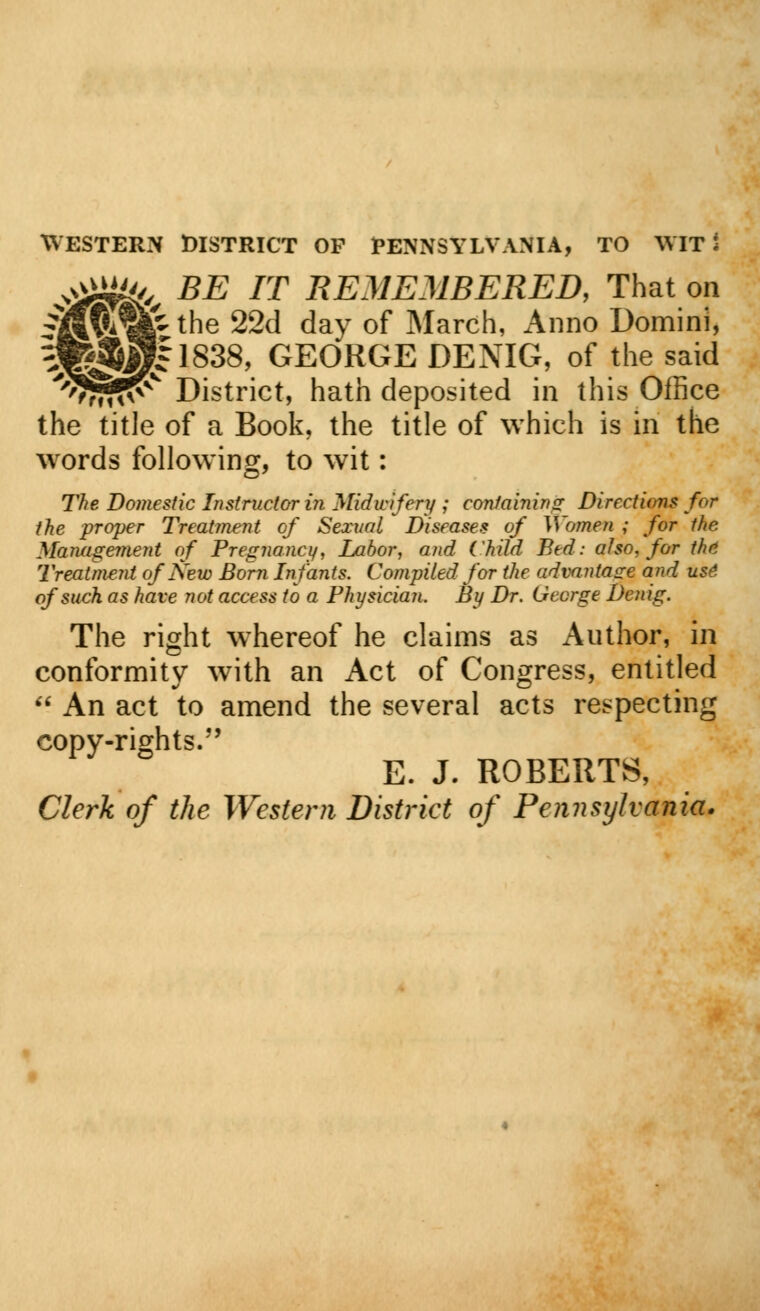 WESTERN DISTRICT OF PENNSYLVANIA, TO WIT:
LS
BE IT REMEMBERED, That on
the 22d day of March, Anno Domini,
1838, GEORGE DENIG, of the said
District, hath deposited in this Office
the title of a Book, the title of which is in the
words following, to wit:
The Domestic Instructor in Midwifery; containing Directions for
the proper Treatment of Sexual Diseases of Women; for the
Management of Pregnancy, Labor, and Child Bed: also, for the
Treatment of New Born Infants. Compiled for the advantage and use
of such as have not access to a Physician. By Dr. George Denig.
The right whereof he claims as Author, in
conformity with an Act of Congress, entitled
“An act to amend the several acts respecting
copy-rights.”
E. J. ROBERTS,
Clerk of the Western District of Pennsylvania.